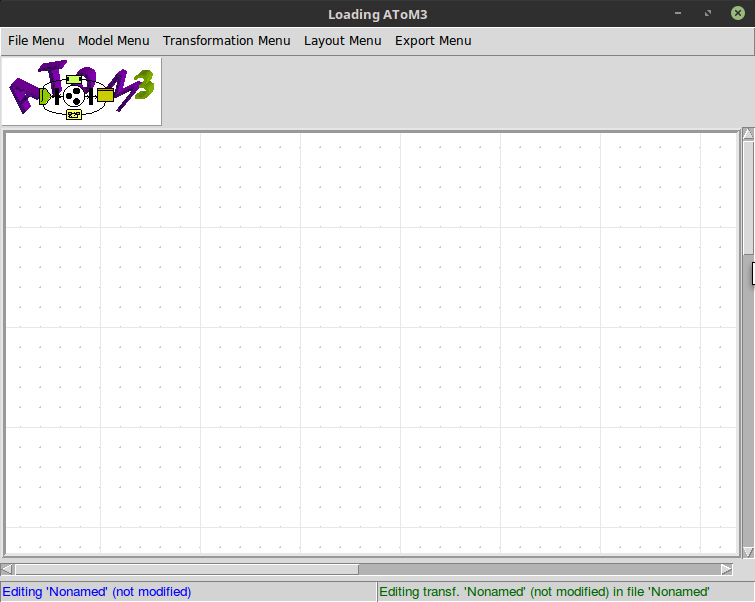 Loading AToM3
File Menu Model Menu Transformation Menu Layout Menu Export Menu
ATOM3
Editing 'Nonamed' (not modified) Editing transf. 'Nonamed' (not modified) in file 'Nonamed'